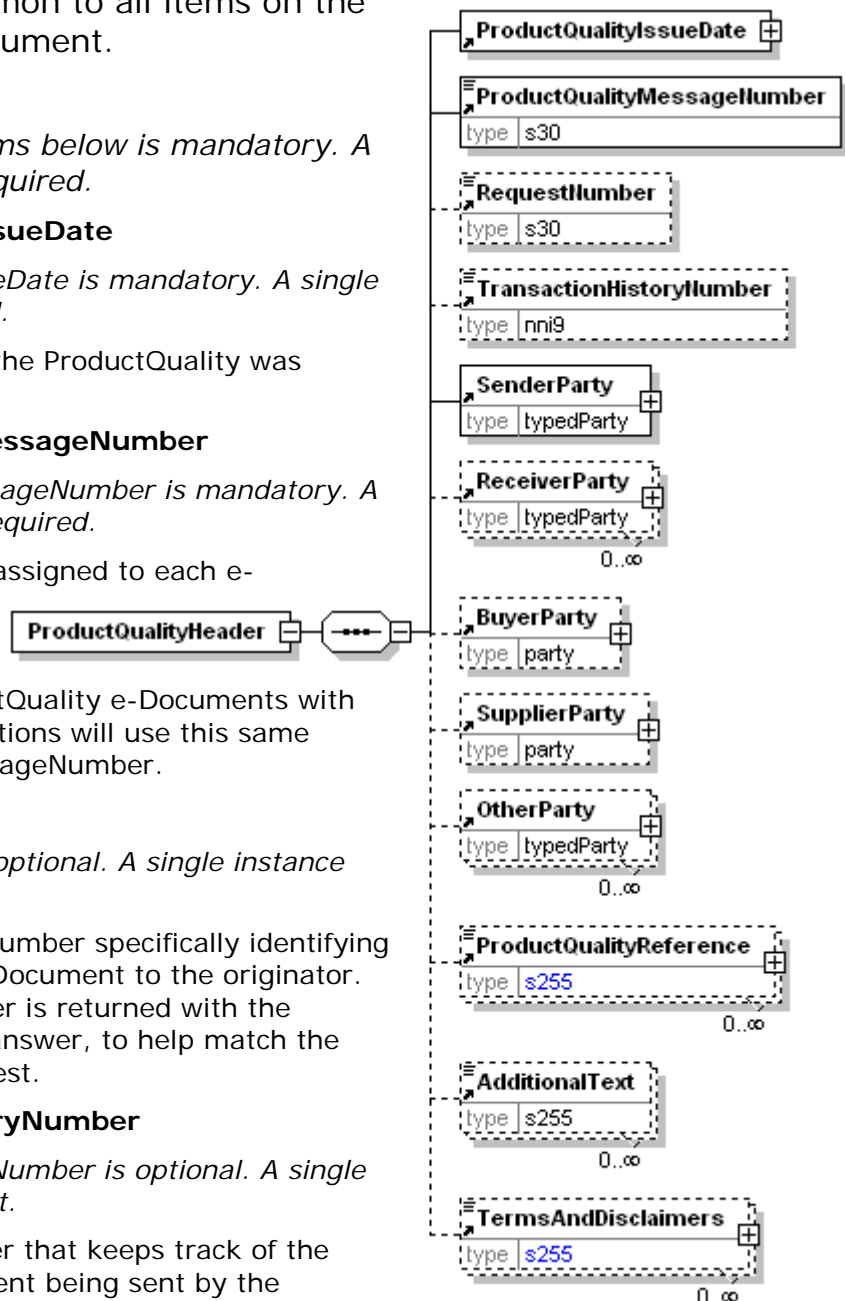 mon to all items on the
ument.
ms below is mandatory. A
quired.
sueDate
eDate is mandatory. A single
.
the ProductQuality was
essageNumber
sageNumber is mandatory. A
equired.
assigned to each e-
tQuality e-Documents with
tions will use this same
ageNumber.
optional. A single instance
umber specifically identifying
Document to the originator.
er is returned with the
answer, to help match the
est.
ryNumber
Number is optional. A single
t.
er that keeps track of the
ent being sent by the
ProductQualityHeader
ProductQualityIssueDate
ProductQualityMessageNumber
type s30
RequestNumber
type s30
TransactionHistoryNumber
type nni9
SenderParty
type typedParty
ReceiverParty
type typedParty
0..∞
BuyerParty
type party
SupplierParty
type party
OtherParty
type typedParty
0..∞
ProductQualityReference
type s255
0..∞
AdditionalText
type s255
0..∞
TermsAndDisclaimers
type s255
0..∞